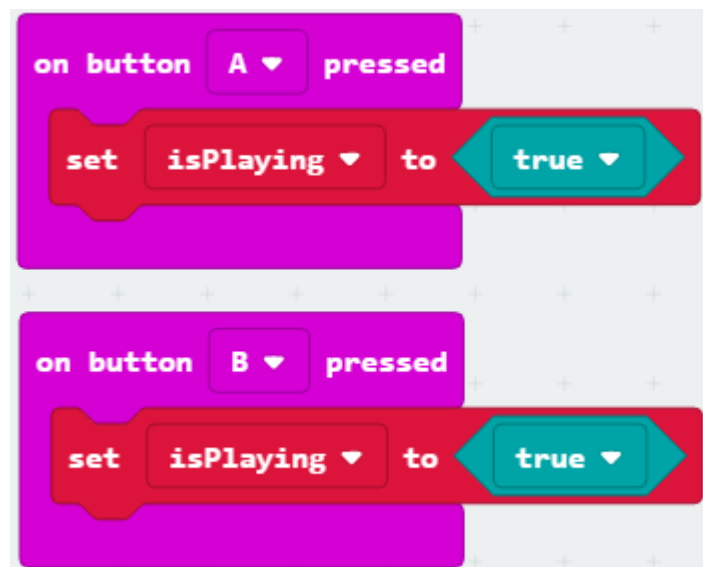 on button A pressed
set isPlaying to true
on button B pressed
set isPlaying to true